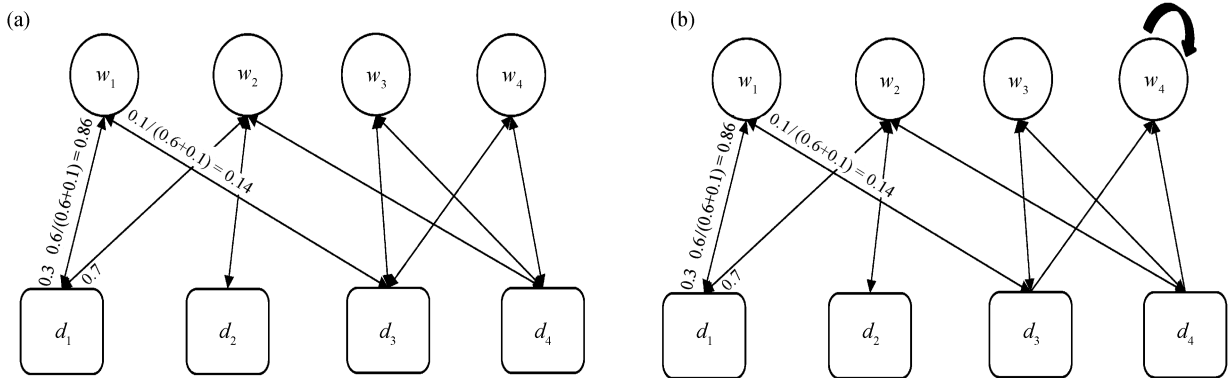 (a)
w1
w2
w3
w4
0.6/(0.6+0.1) = 0.86
0.1/(0.6+0.1) = 0.14
0.3
0.7
d1
d2
d3
d4
(b)
w1
w2
w3
w4
0.6/(0.6+0.1) = 0.86
0.1/(0.6+0.1) = 0.14
0.3
0.7
d1
d2
d3
d4